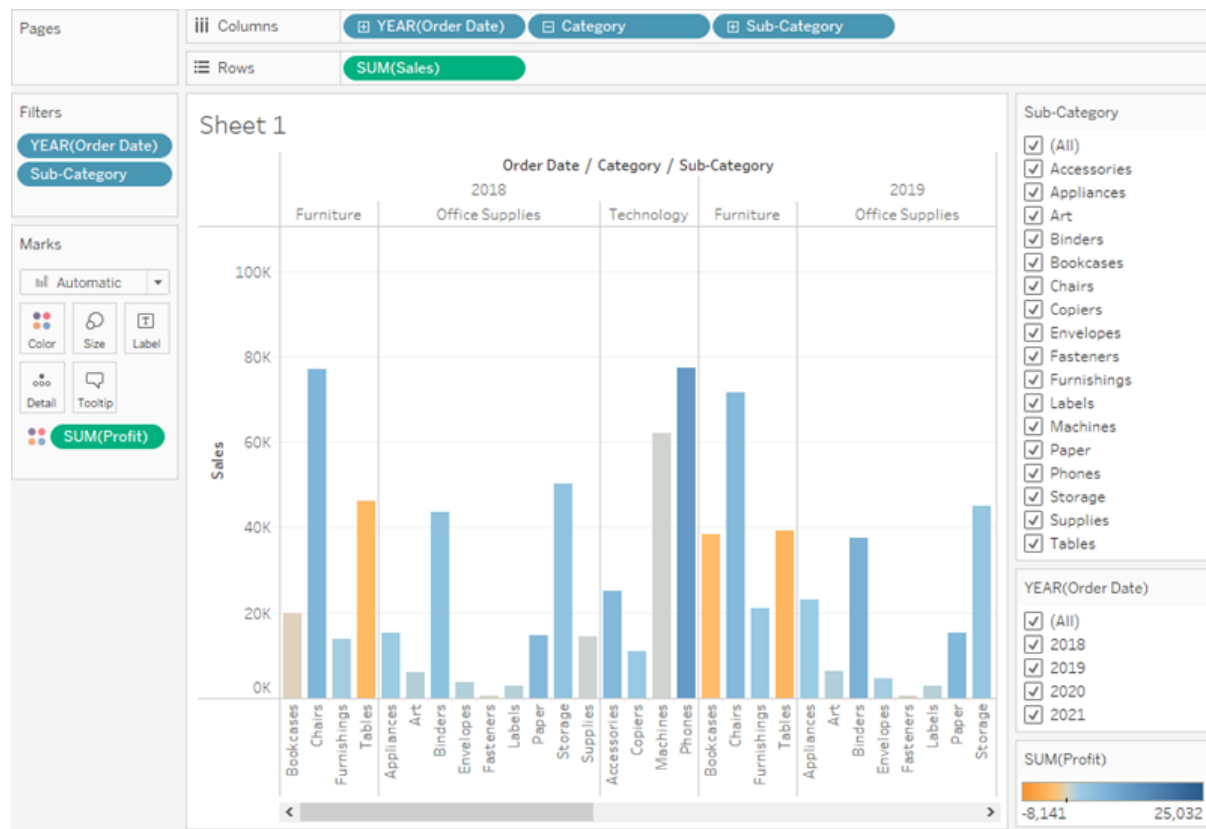 Pages
Columns
YEAR(Order Date)
Category
Sub-Category
Rows
SUM(Sales)
Filters
YEAR(Order Date)
Sub-Category
Marks
Automatic
Color Size Label
Detail Tooltip
SUM(Profit)
Sheet 1
Order Date / Category / Sub-Category
2018 2019
Furniture Office Supplies Technology Furniture Office Supplies
Sales
100K
80K
60K
40K
20K
0K
Bookcases
Chairs
Furnishings
Tables
Appliances
Art
Binders
Envelopes
Fasteners
Labels
Paper
Storage
Supplies
Accessories
Copiers
Machines
Phones
Bookcases
Chairs
Furnishings
Tables
Appliances
Art
Binders
Envelopes
Fasteners
Labels
Paper
Storage
Sub-Category
(All)
Accessories
Appliances
Art
Binders
Bookcases
Chairs
Copiers
Envelopes
Fasteners
Furnishings
Labels
Machines
Paper
Phones
Storage
Supplies
Tables
YEAR(Order Date)
(All)
2018
2019
2020
2021
SUM(Profit)
-8,141 25,032